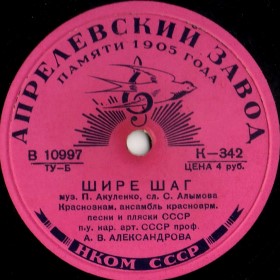 АПРЕЛЕВСКИЙ ЗАВОД
ПАМЯТИ 1905 ГОДА
В 10997
ТУ-Б
К-342
ЦЕНА 4 руб.
ШИРЕ ШАГ
муз. П. Акуленко, сл. С. Алымова
Краснознам. ансамбль красноарм.
песни и пляски СССР
п.у. нар. арт. СССР проф.
А. В. АЛЕКСАНДРОВА
НКОМ СССР